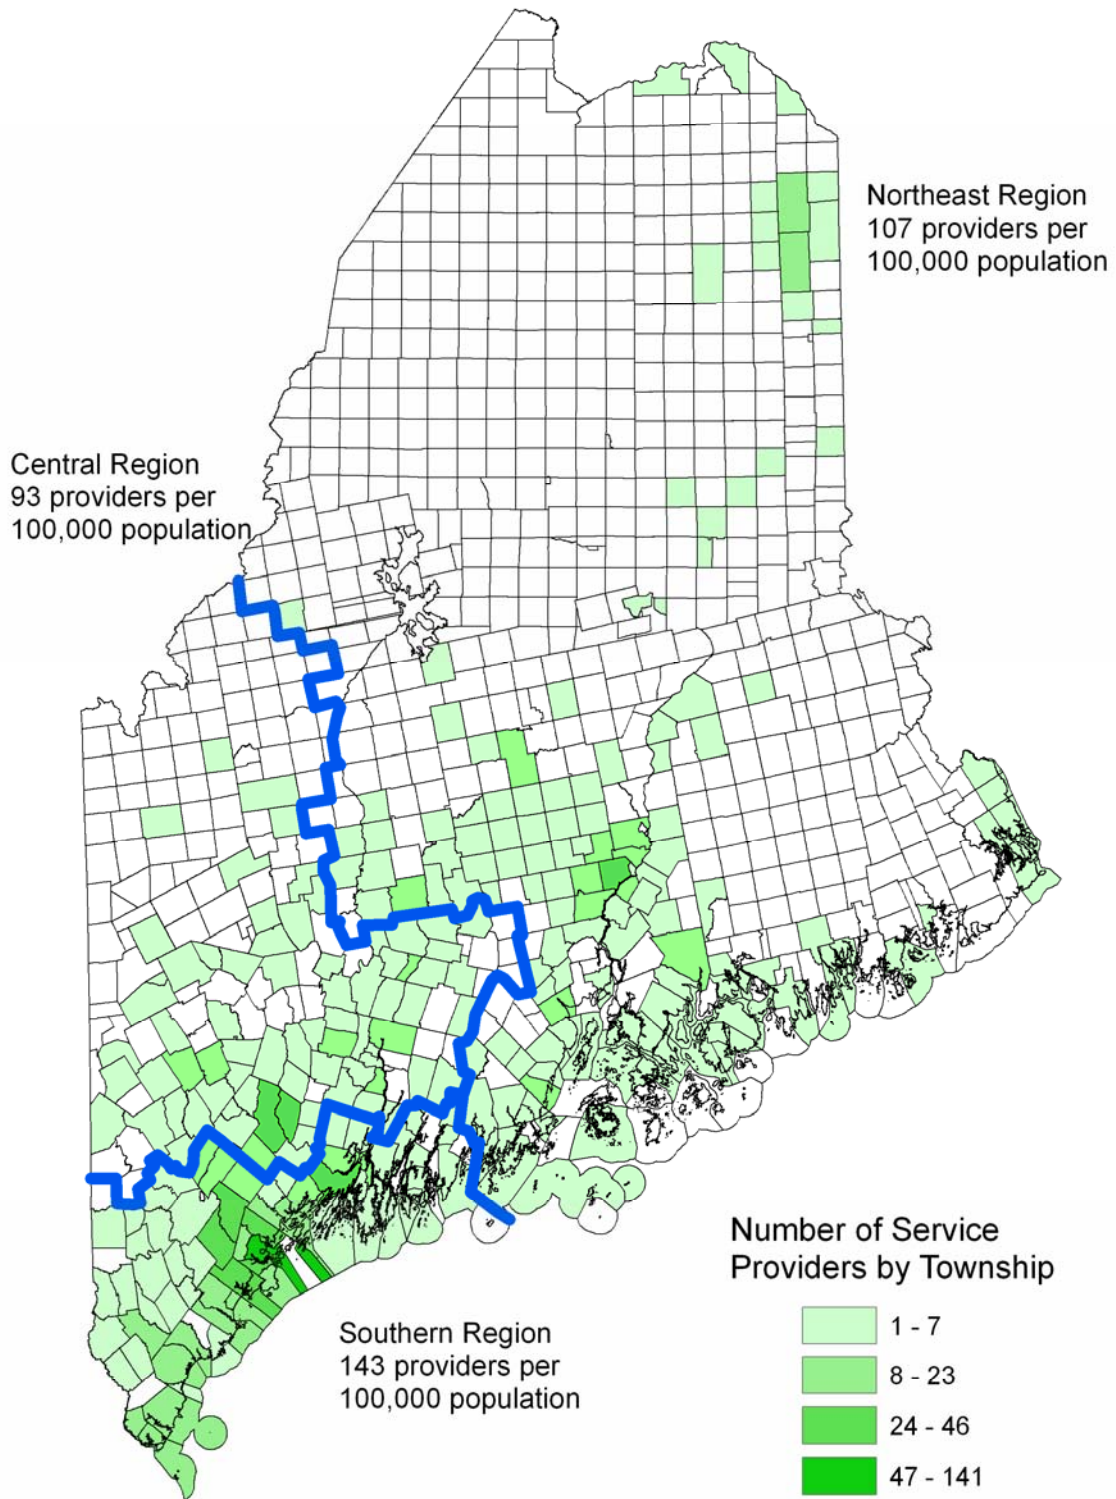 Northeast Region
107 providers per
100,000 population
Central Region
93 providers per
100,000 population
Southern Region
143 providers per
100,000 population
Number of Service
Providers by Township
1 - 7
8 - 23
24 - 46
47 - 141